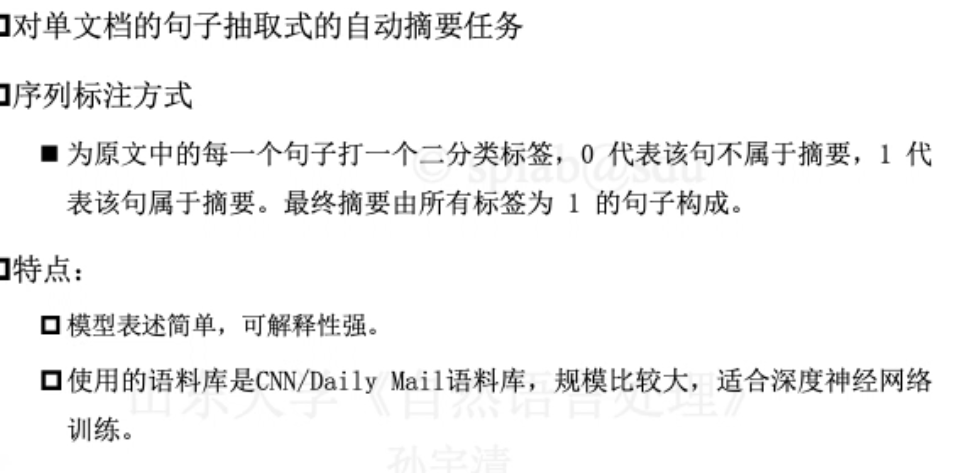 对单文档的句子抽取式的自动摘要任务
序列标注方式
为原文中的每一个句子打一个二分类标签，0 代表该句不属于摘要，1 代
表该句属于摘要。最终摘要由所有标签为 1 的句子构成。
© splab@sdu
特点：
模型表述简单，可解释性强。
使用的语料库是CNN/Daily Mail语料库，规模比较大，适合深度神经网络
训练。
山东大学《自然语言处理》
孙宇清